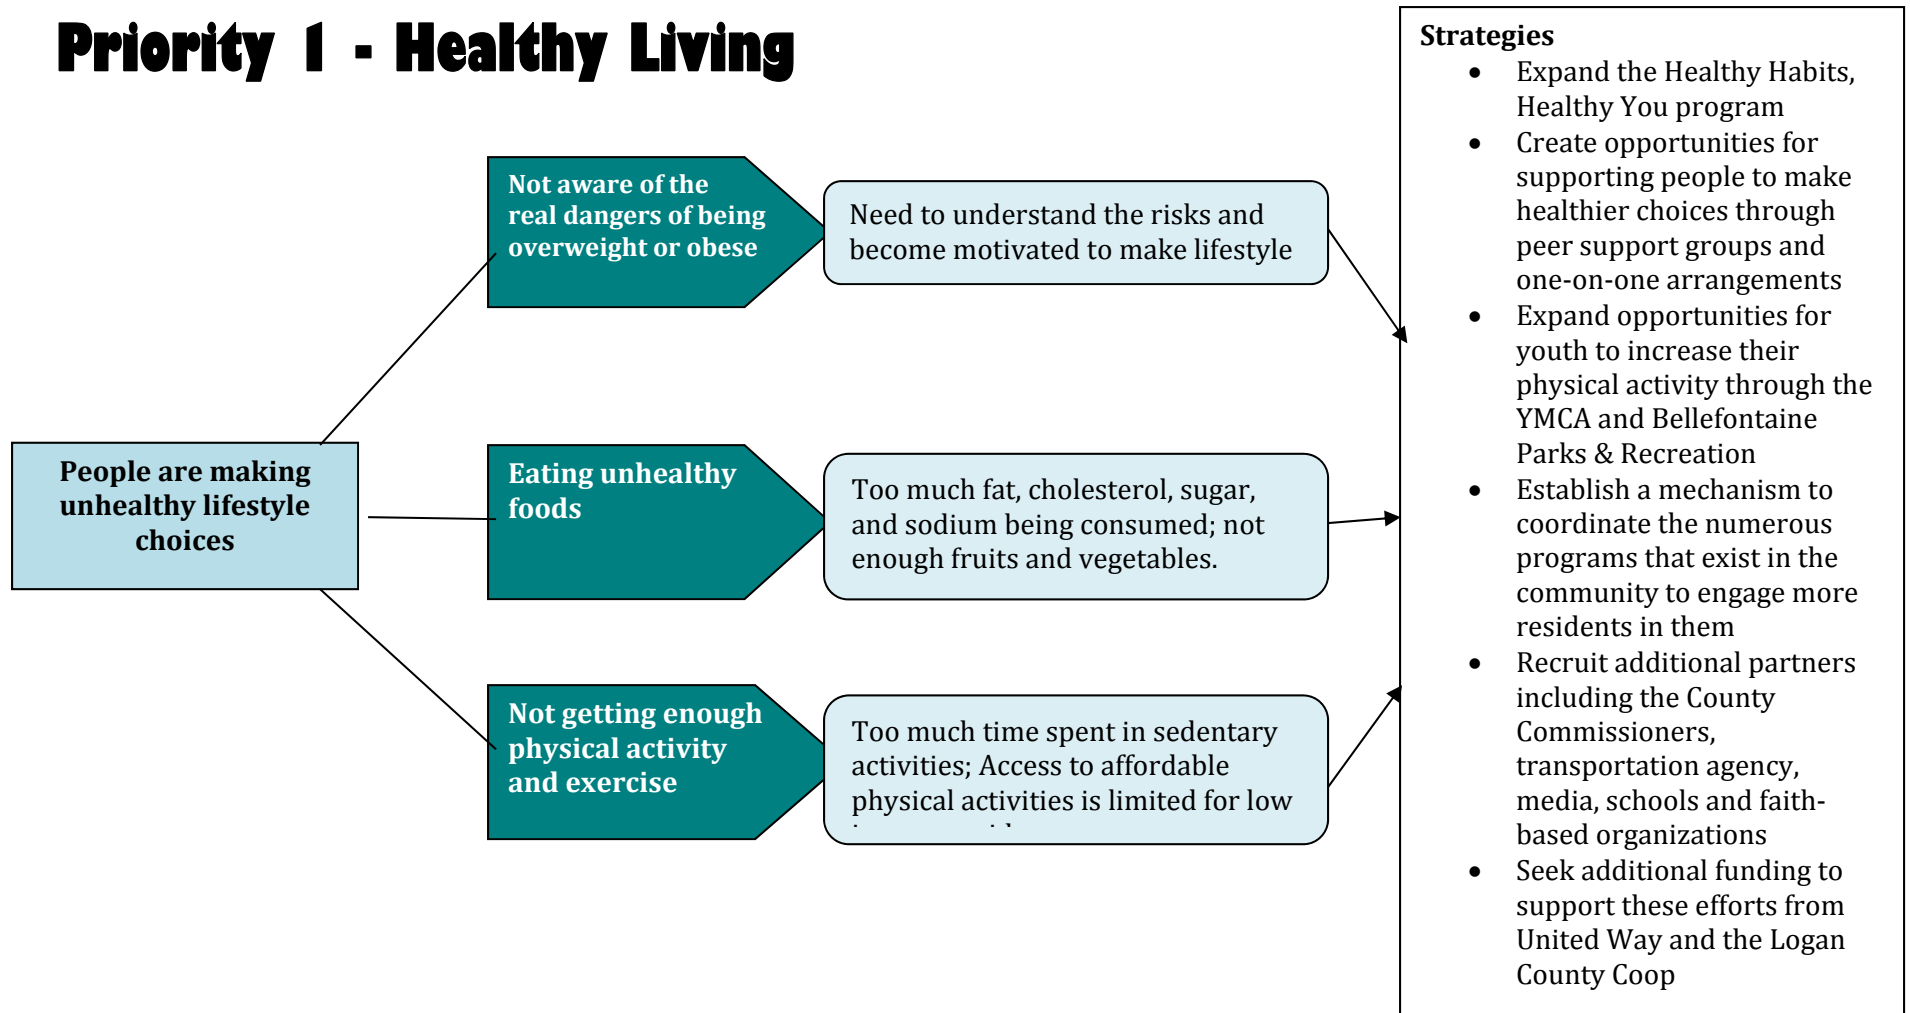 Priority 1 - Healthy Living
People are making
unhealthy lifestyle
choices
Not aware of the
real dangers of being
overweight or obese
Need to understand the risks and
become motivated to make lifestyle
Eating unhealthy
foods
Too much fat, cholesterol, sugar,
and sodium being consumed; not
enough fruits and vegetables.
Not getting enough
physical activity
and exercise
Too much time spent in sedentary
activities; Access to affordable
physical activities is limited for low
Strategies
• Expand the Healthy Habits,
Healthy You program
• Create opportunities for
supporting people to make
healthier choices through
peer support groups and
one-on-one arrangements
• Expand opportunities for
youth to increase their
physical activity through the
YMCA and Bellefontaine
Parks & Recreation
• Establish a mechanism to
coordinate the numerous
programs that exist in the
community to engage more
residents in them
• Recruit additional partners
including the County
Commissioners,
transportation agency,
media, schools and faith-
based organizations
• Seek additional funding to
support these efforts from
United Way and the Logan
County Coop